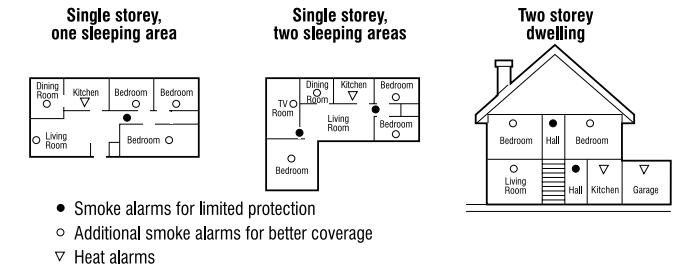 Single storey,
one sleeping area
Single storey,
two sleeping areas
Two storey
dwelling
Dining
Room
Kitchen
Bedroom
Bedroom
Living
Room
Bedroom
Dining
Room
Kitchen
Bedroom
TV
Room
Living
Room
Bedroom
Bedroom
Bedroom
Hall
Bedroom
Living
Room
Hall
Kitchen
Garage
Smoke alarms for limited protection
Additional smoke alarms for better coverage
Heat alarms